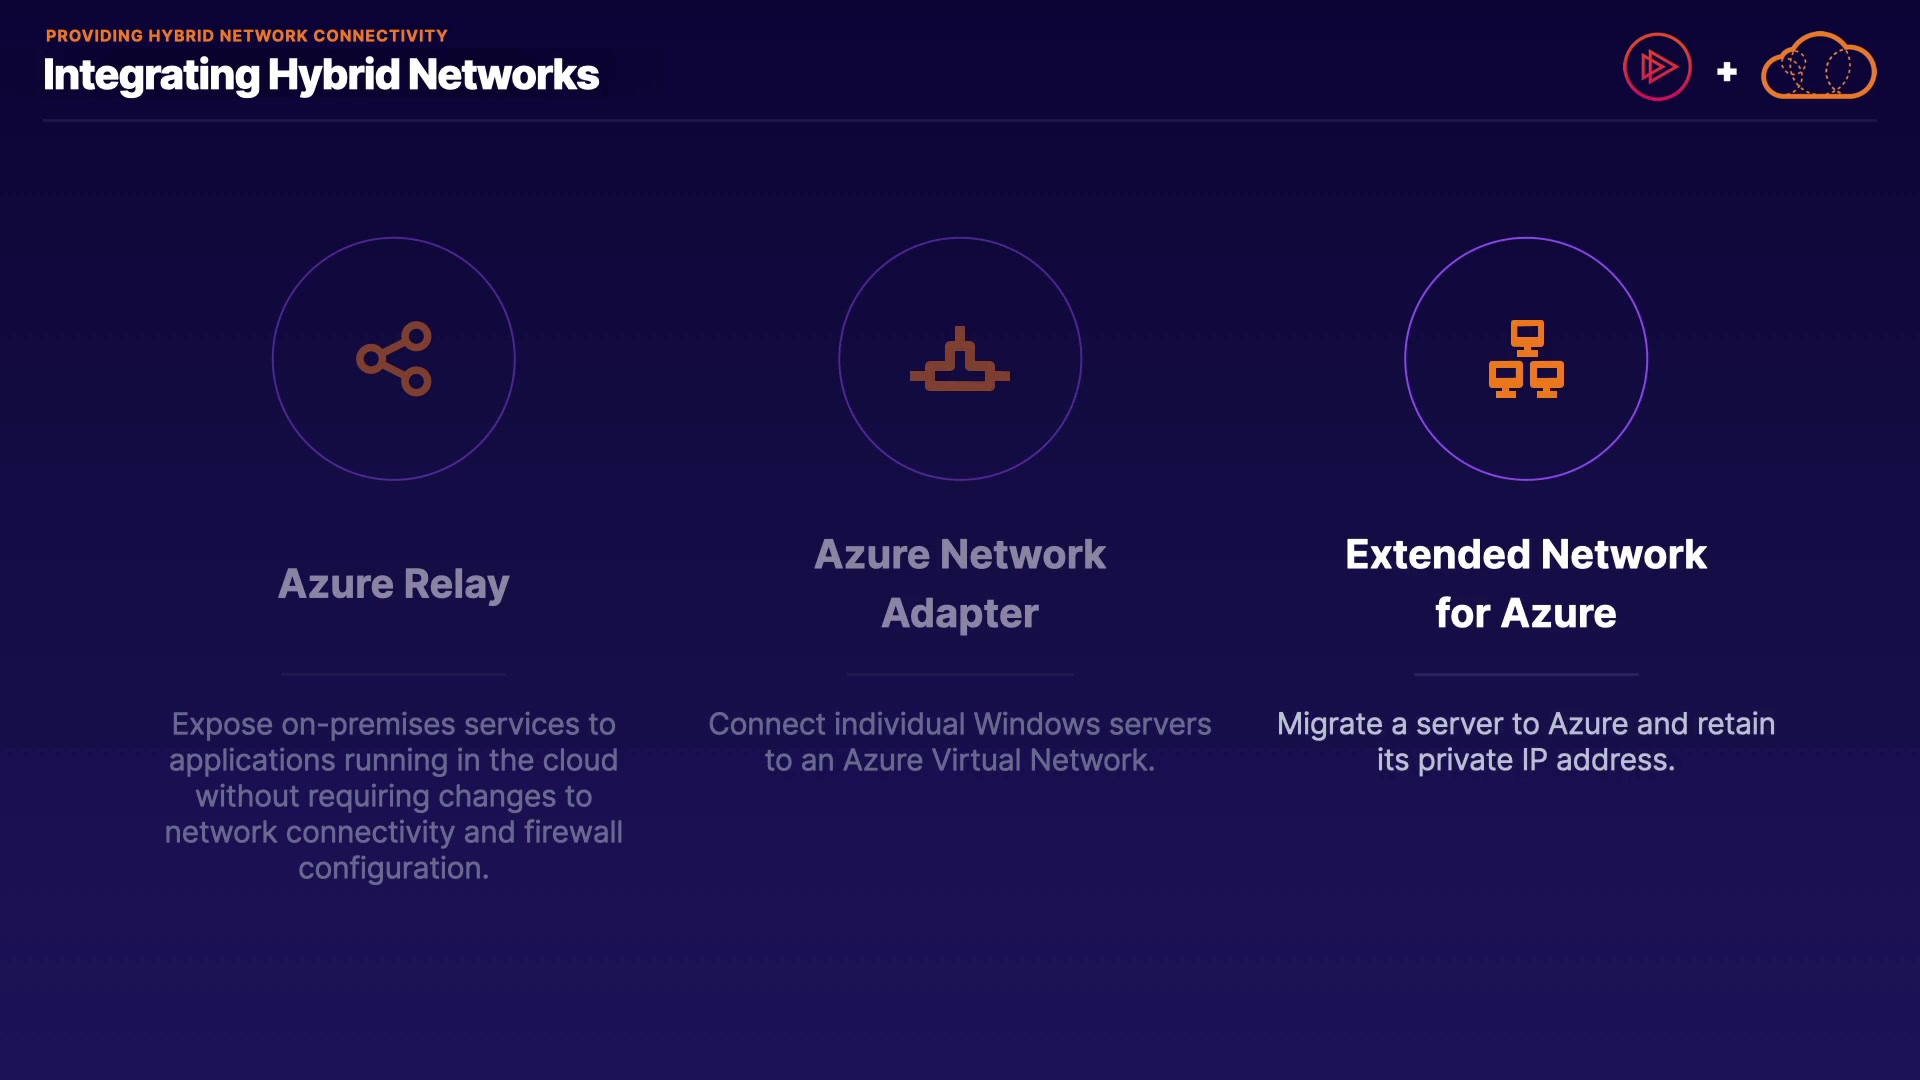 PROVIDING HYBRID NETWORK CONNECTIVITY
Integrating Hybrid Networks
Azure Relay
Expose on-premises services to
applications running in the cloud
without requiring changes to
network connectivity and firewall
configuration.
Azure Network
Adapter
Connect individual Windows servers
to an Azure Virtual Network.
Extended Network
for Azure
Migrate a server to Azure and retain
its private IP address.